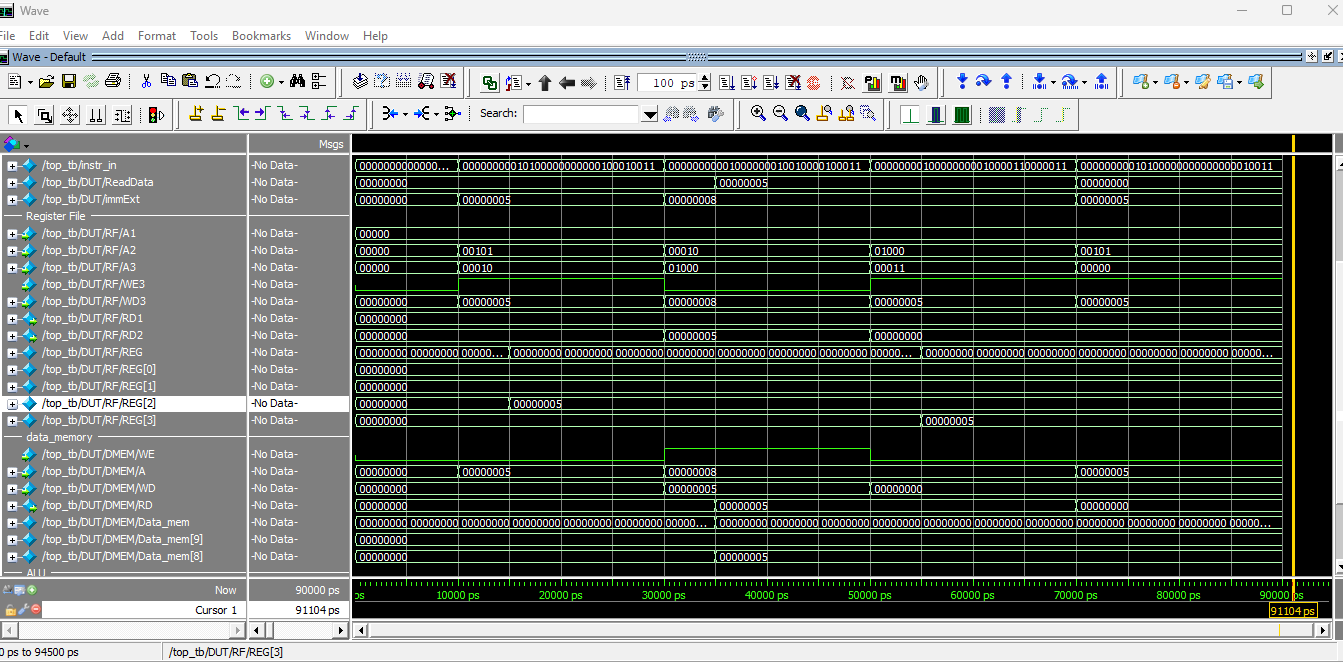 Wave
File Edit View Add Format Tools Bookmarks Window Help
Wave - Default
100 ps
Search:
Msgs
/top_tb/instr_in -No Data- 0000000000000... 00000000010100000000000100010011 00000000001000000010010000100011 00000000100000000010000110000011 00000000010100000000000000010011
/top_tb/DUT/ReadData -No Data- 00000000 00000005 00000000
/top_tb/DUT/immExt -No Data- 00000000 00000005 00000008 00000005
Register File
/top_tb/DUT/RF/A1 -No Data- 00000
/top_tb/DUT/RF/A2 -No Data- 00000 00101 00010 01000 00101
/top_tb/DUT/RF/A3 -No Data- 00000 00010 01000 00011 00000
/top_tb/DUT/RF/WE3 -No Data-
/top_tb/DUT/RF/WD3 -No Data- 00000000 00000005 00000008 00000005 00000005
/top_tb/DUT/RF/RD1 -No Data- 00000000
/top_tb/DUT/RF/RD2 -No Data- 00000000 00000005 00000000
/top_tb/DUT/RF/REG -No Data- 00000000 00000000 00000... 00000000 00000000 00000000 00000000 00000000 00000000 00000000 00000... 00000000 00000000 00000000 00000000 00000000 00000000 00000...
/top_tb/DUT/RF/REG[0] -No Data- 00000000
/top_tb/DUT/RF/REG[1] -No Data- 00000000
/top_tb/DUT/RF/REG[2] -No Data- 00000000 00000005
/top_tb/DUT/RF/REG[3] -No Data- 00000000 00000005
data_memory
/top_tb/DUT/DMEM/WE -No Data-
/top_tb/DUT/DMEM/A -No Data- 00000000 00000005 00000008 00000005
/top_tb/DUT/DMEM/WD -No Data- 00000000 00000005 00000000
/top_tb/DUT/DMEM/RD -No Data- 00000000 00000005 00000000
/top_tb/DUT/DMEM/Data_mem -No Data- 00000000 00000000 00000000 00000000 00000000 00000000 00000... 00000000 00000000 00000000 00000000 00000000 00000000 00000000 00000000 00000000 00000000 00000...
/top_tb/DUT/DMEM/Data_mem[9] -No Data- 00000000
/top_tb/DUT/DMEM/Data_mem[8] -No Data- 00000000 00000005
ALU
Now 90000 ps ps 10000 ps 20000 ps 30000 ps 40000 ps 50000 ps 60000 ps 70000 ps 80000 ps 90000 ps
Cursor 1 91104 ps 91104 ps
0 ps to 94500 ps /top_tb/DUT/RF/REG[3]